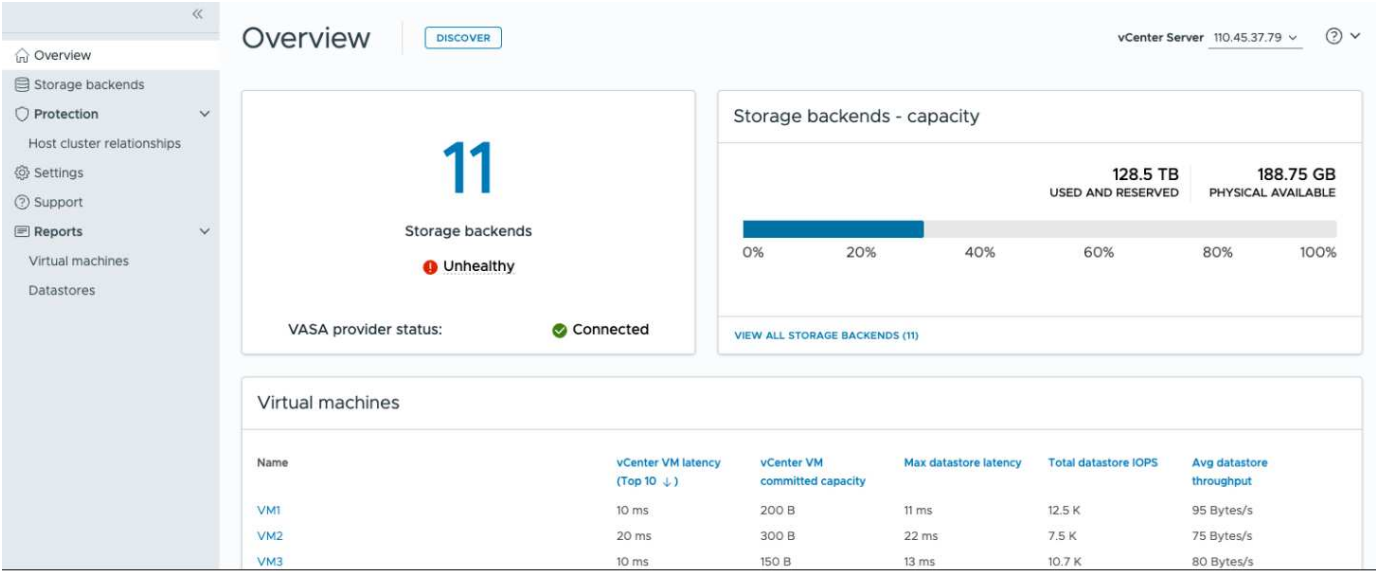 Overview
Storage backends
Protection
Host cluster relationships
Settings
Support
Reports
Virtual machines
Datastores
Overview
DISCOVER
vCenter Server 110.45.37.79
11
Storage backends
Unhealthy
VASA provider status: Connected
Storage backends - capacity
128.5 TB 188.75 GB
USED AND RESERVED PHYSICAL AVAILABLE
0% 20% 40% 60% 80% 100%
VIEW ALL STORAGE BACKENDS (11)
Virtual machines
Name vCenter VM latency vCenter VM Max datastore latency Total datastore IOPS Avg datastore
(Top 10 ↓) committed capacity throughput
VM1 10 ms 200 B 11 ms 12.5 K 95 Bytes/s
VM2 20 ms 300 B 22 ms 7.5 K 75 Bytes/s
VM3 10 ms 150 B 13 ms 10.7 K 80 Bytes/s